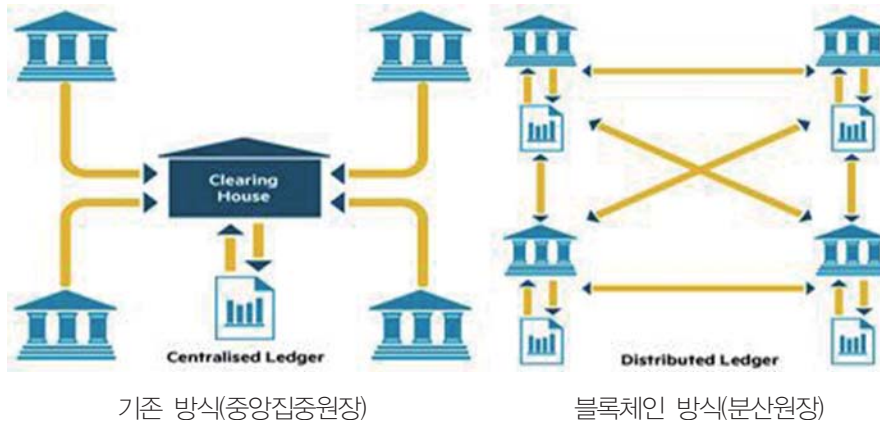 Clearing
House
Centralised Ledger
Distributed Ledger
기존 방식(중앙집중원장)
블록체인 방식(분산원장)